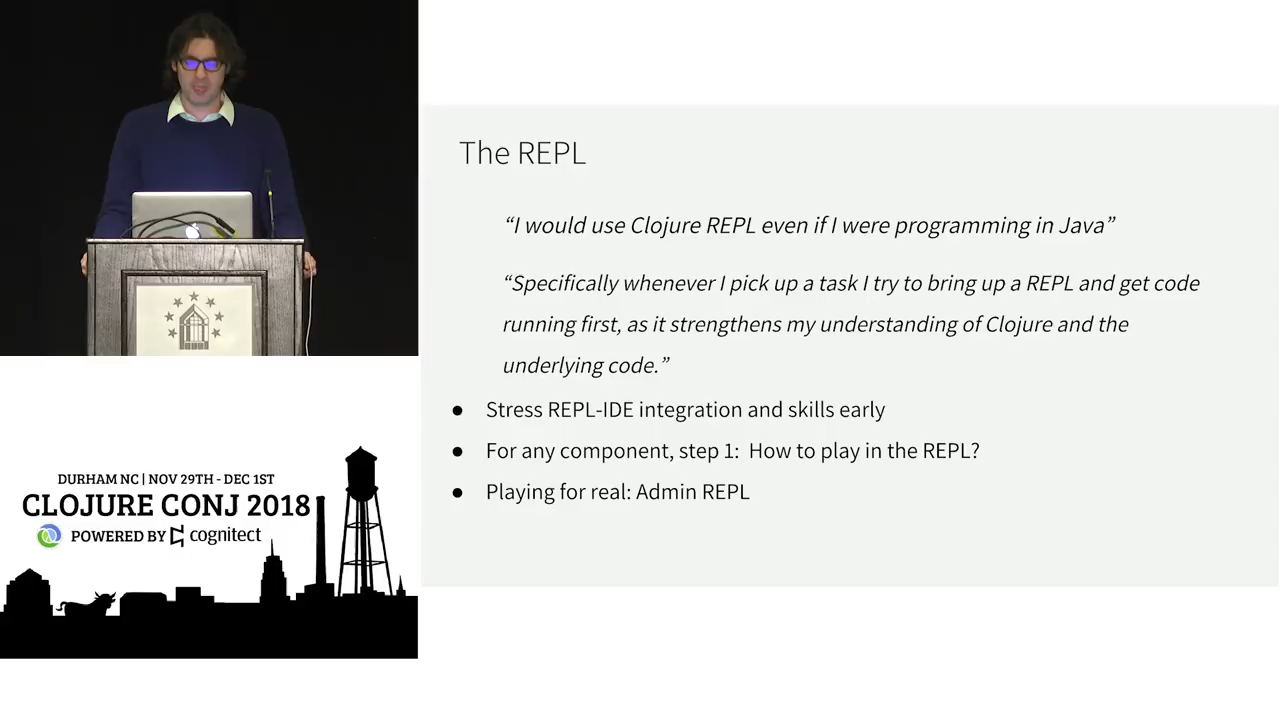 The REPL
“I would use Clojure REPL even if I were programming in Java”
“Specifically whenever I pick up a task I try to bring up a REPL and get code
running first, as it strengthens my understanding of Clojure and the
underlying code.”
● Stress REPL-IDE integration and skills early
● For any component, step 1:  How to play in the REPL?
● Playing for real: Admin REPL
DURHAM NC | NOV 29TH - DEC 1ST
CLOJURE CONJ 2018
POWERED BY cognitect